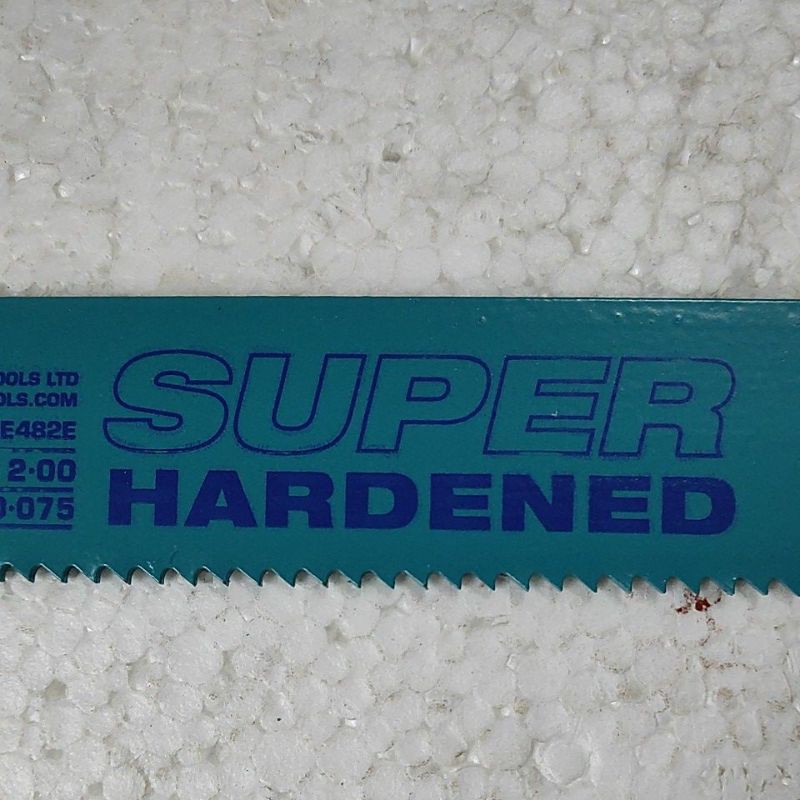 OOLS LTD
OLS.COM
E482E
2·00
0·075
SUPER
HARDENED